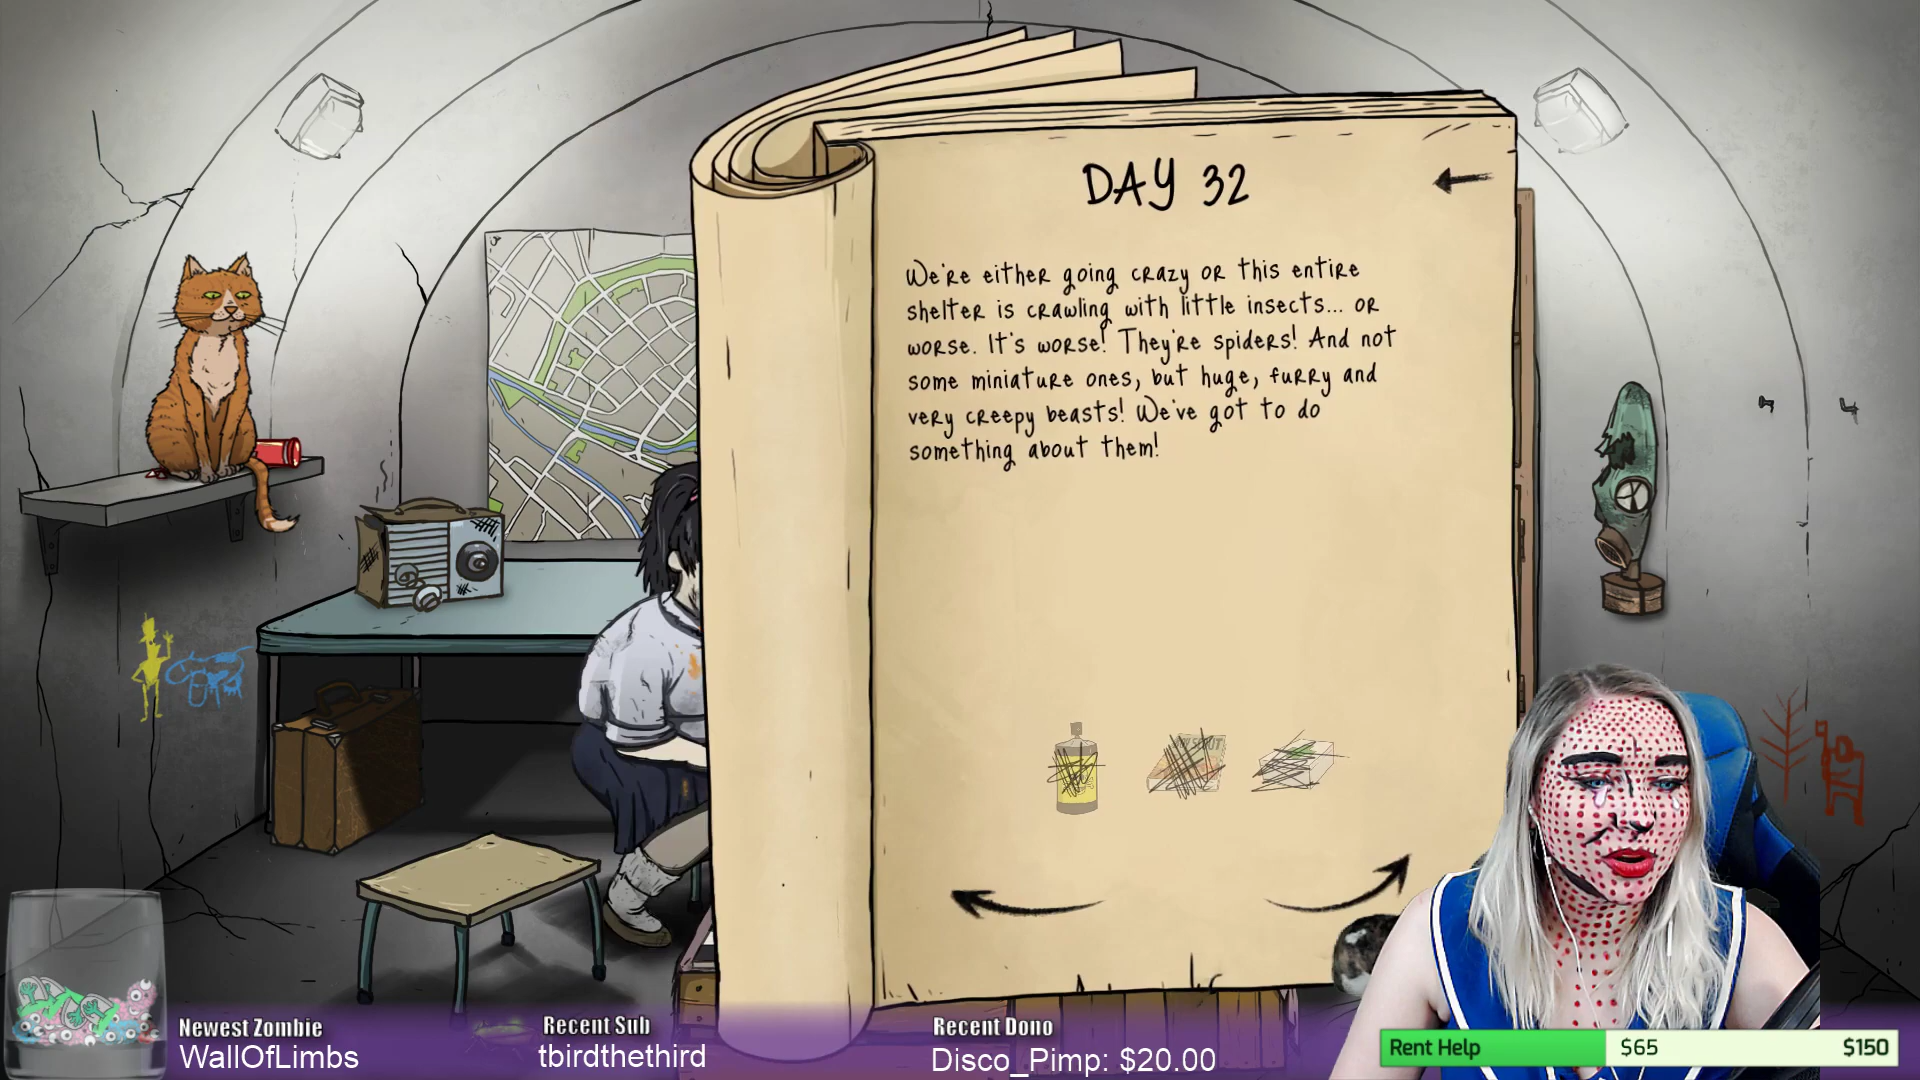 DAY 32
We're either going crazy or this entire
shelter is crawling with little insects... or
worse. It's worse! They're spiders! And not
some miniature ones, but huge, furry and
very creepy beasts! We've got to do
something about them!
Newest Zombie
WallOfLimbs
Recent Sub
tbirdthethird
Recent Dono
Disco_Pimp: $20.00
Rent Help $65 $150